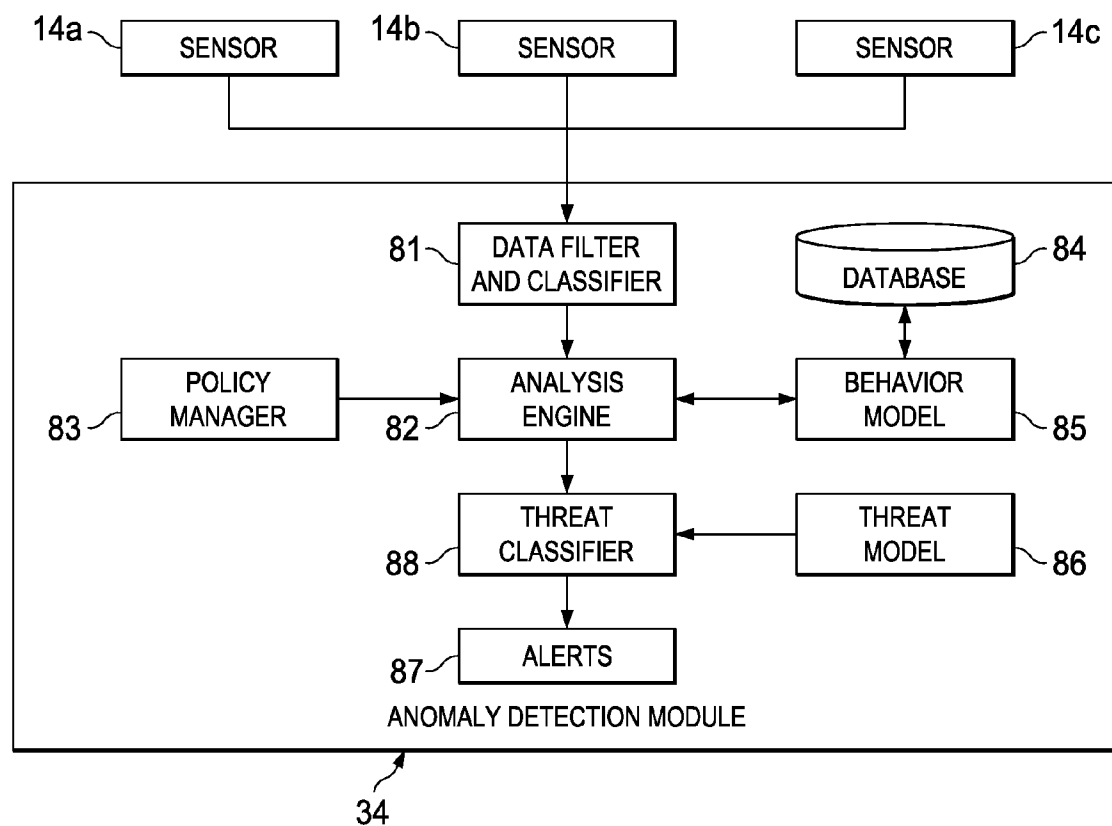 14a
SENSOR
14b
SENSOR
SENSOR
14c
81
DATA FILTER
AND CLASSIFIER
DATABASE
84
POLICY
MANAGER
83
ANALYSIS
ENGINE
82
BEHAVIOR
MODEL
85
THREAT
CLASSIFIER
88
THREAT
MODEL
86
ALERTS
87
ANOMALY DETECTION MODULE
34